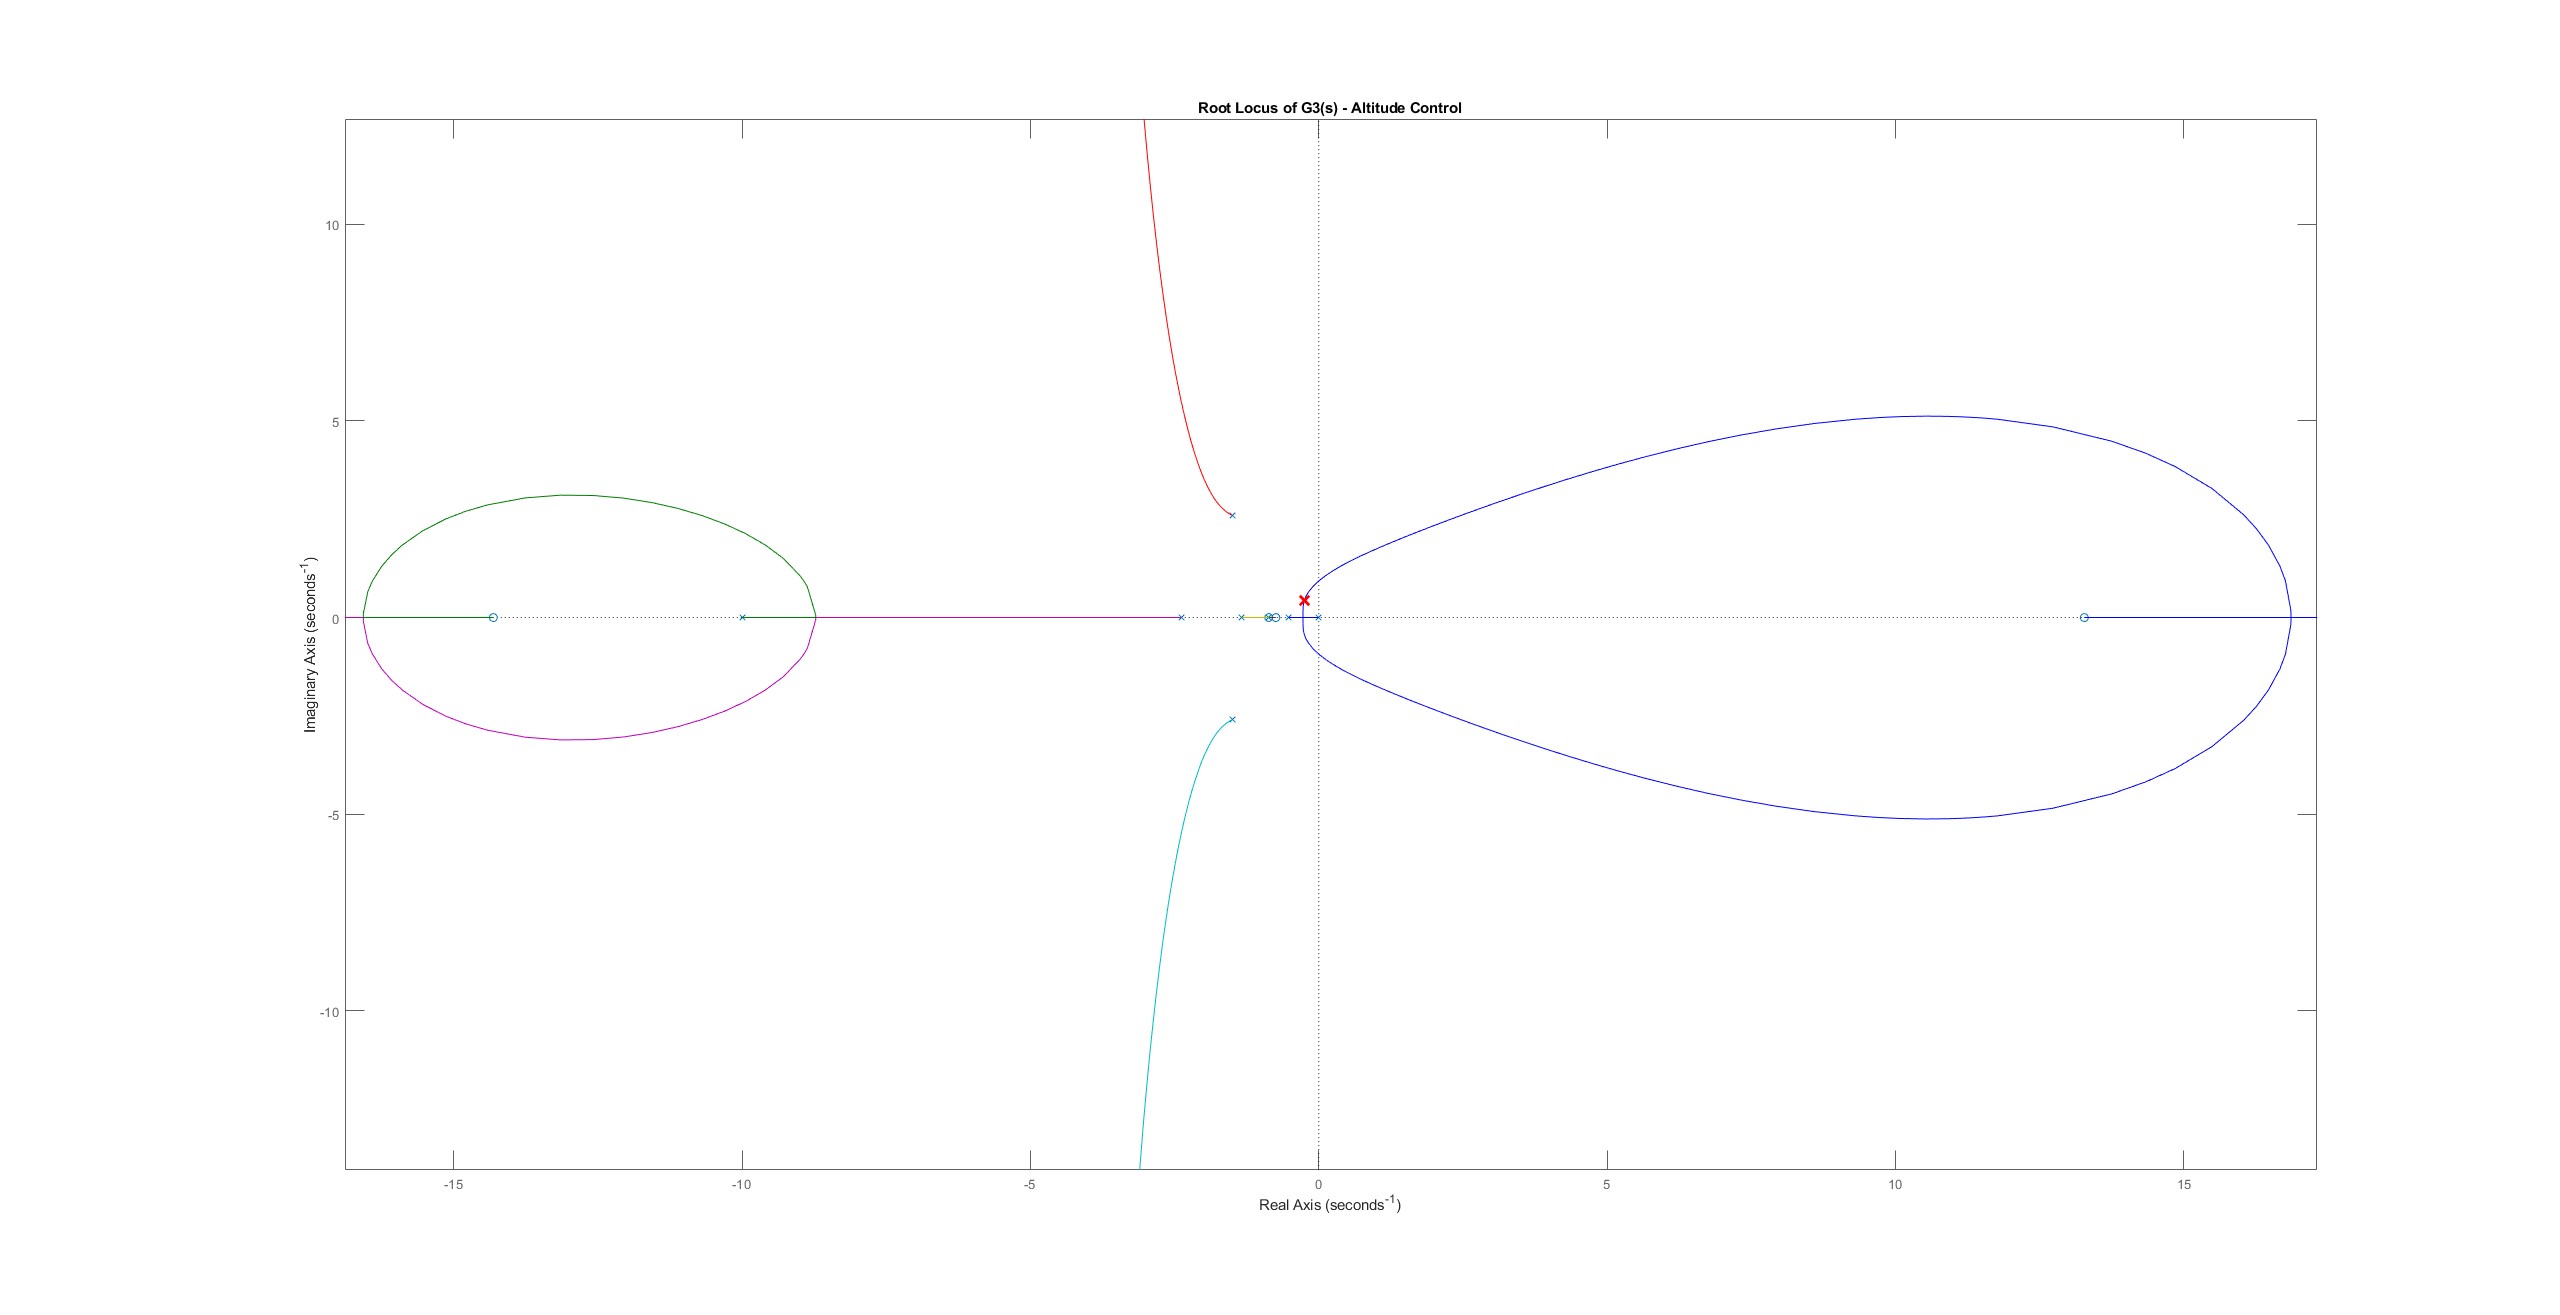 Root Locus of G3(s) - Altitude Control
10
5
0
-5
-10
Imaginary Axis (seconds-1)
-15 -10 -5 0 5 10 15
Real Axis (seconds-1)